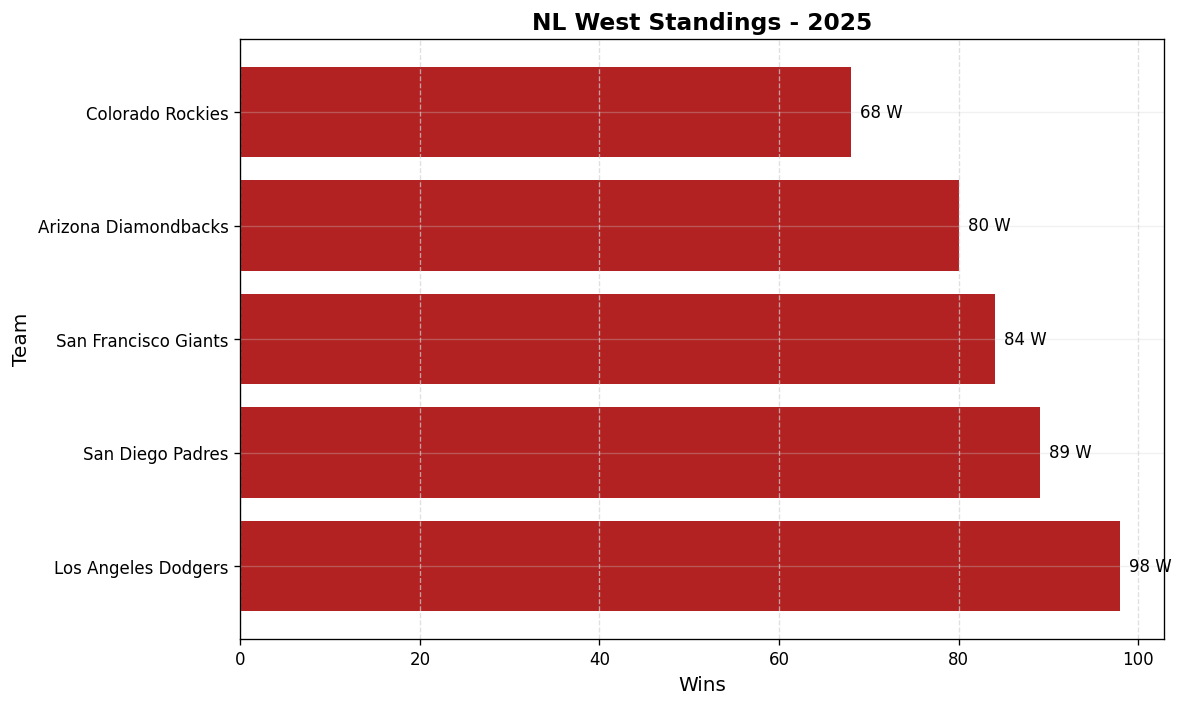 NL West Standings - 2025
Colorado Rockies
68 W
Arizona Diamondbacks
80 W
San Francisco Giants
84 W
San Diego Padres
89 W
Los Angeles Dodgers
98 W
Team
0 20 40 60 80 100
Wins